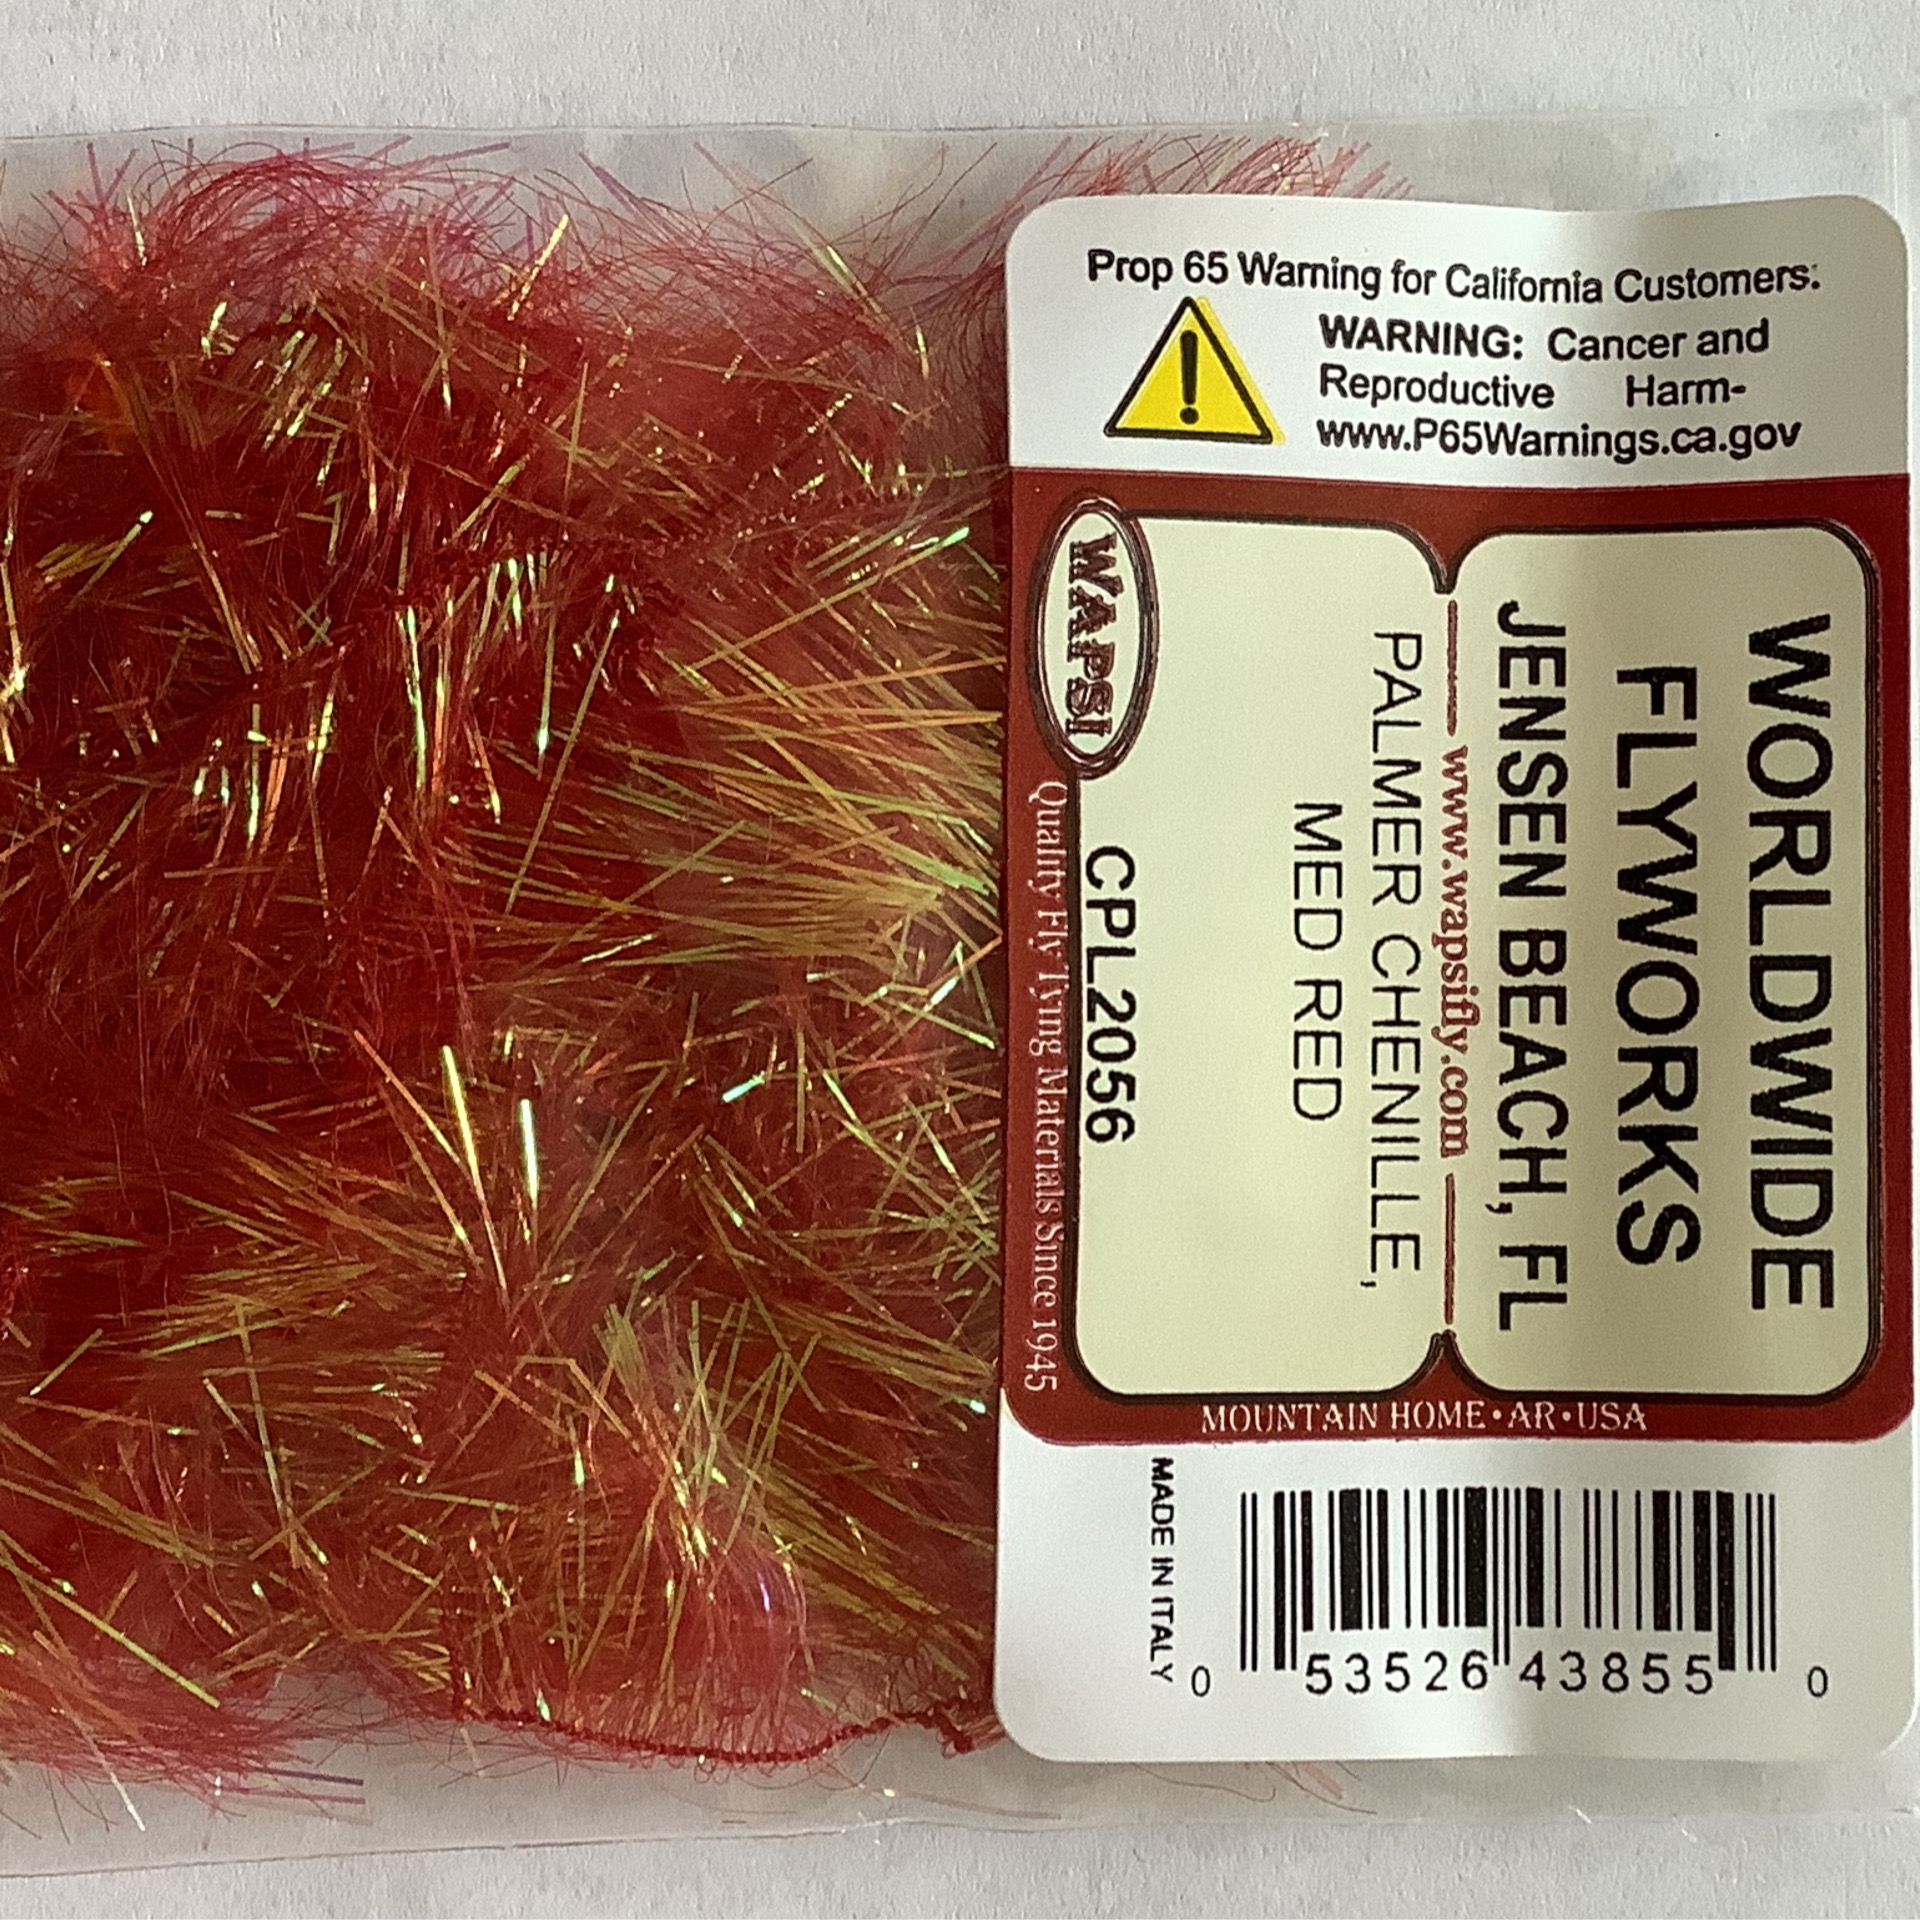 Prop 65 Warning for California Customers:
WARNING: Cancer and
Reproductive Harm-
www.P65Warnings.ca.gov
WORLDWIDE
FLYWORKS
JENSEN BEACH, FL
www.wapsifly.com
PALMER CHENILLE,
MED RED
CPL2056
WAPSI
Quality Fly Tying Materials Since 1945
MOUNTAIN HOME • AR • USA
MADE IN ITALY
0 53526 43855 0